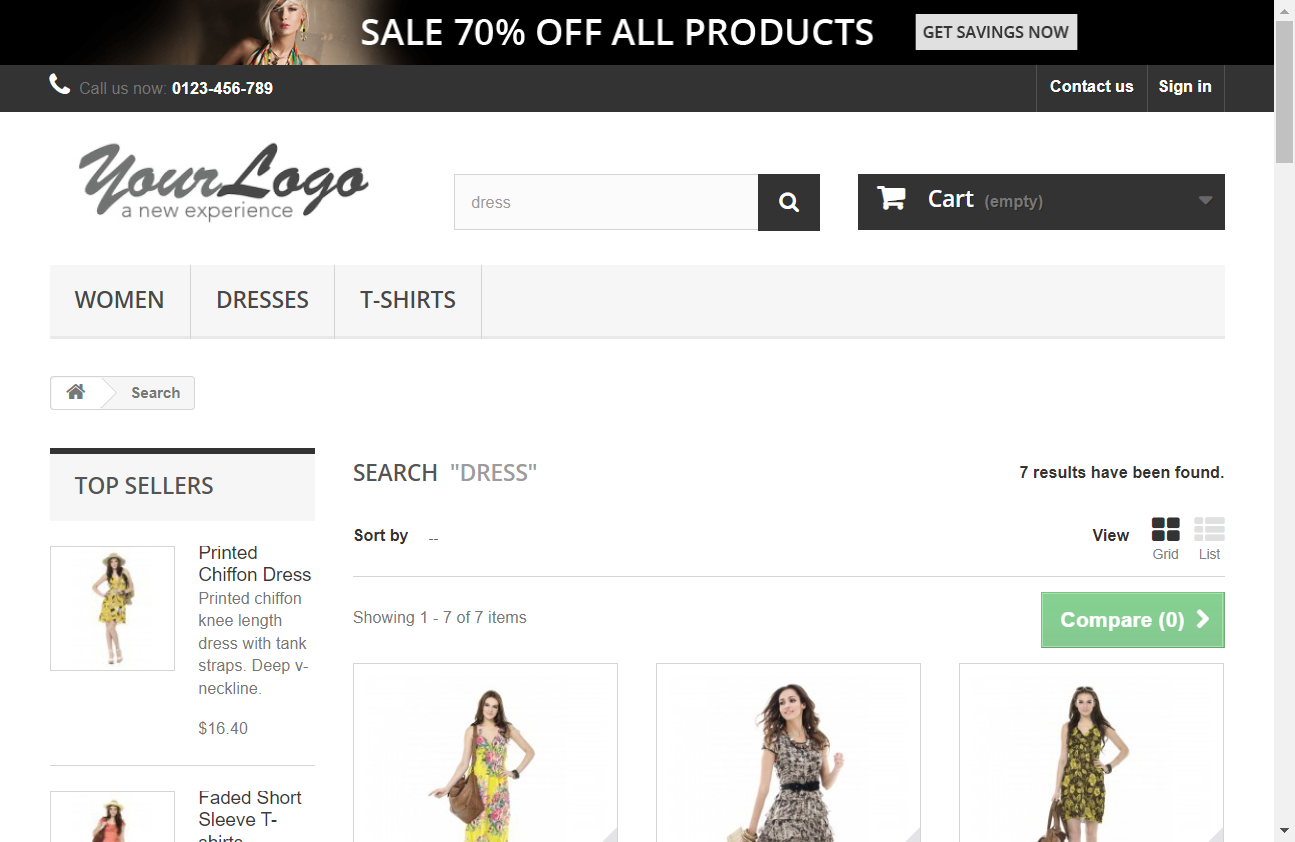 SALE 70% OFF ALL PRODUCTS
GET SAVINGS NOW
Call us now: 0123-456-789
Contact us
Sign in
YourLogo
a new experience
dress
Cart (empty)
WOMEN
DRESSES
T-SHIRTS
Search
TOP SELLERS
Printed
Chiffon Dress
Printed chiffon
knee length
dress with tank
straps. Deep v-
neckline.
$16.40
Faded Short
Sleeve T-
shirts
SEARCH "DRESS"
7 results have been found.
Sort by --
View
Grid
List
Showing 1 - 7 of 7 items
Compare (0)